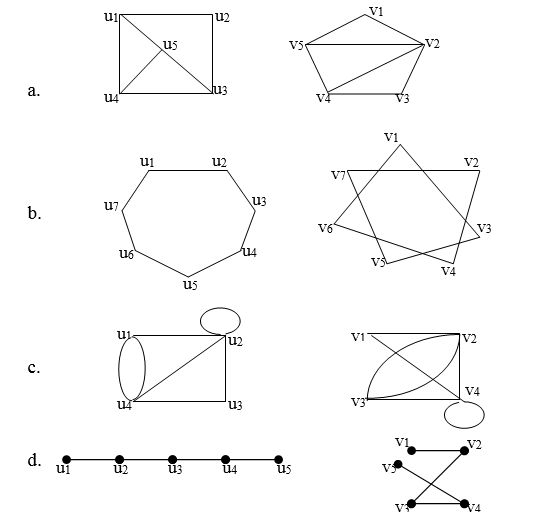 u1 u2 v1
u5 v5 v2
a. u4 u3 v4 v3
v1
u1 u2 v7 v2
b. u7 u3 v6 v3
u6 u4 v5 v4
u5
u1 u2 v1 v2
c. u4 u3 v3 v4
d. u1 u2 u3 u4 u5 v1 v2
v5
v3 v4